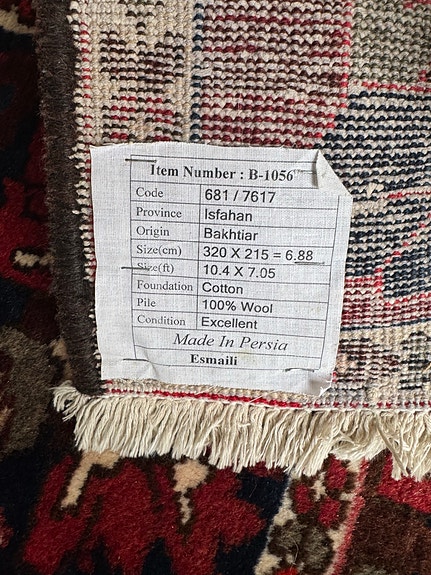 Item Number : B-1056
Code 681 / 7617
Province Isfahan
Origin Bakhtiar
Size(cm) 320 X 215 = 6.88
Size(ft) 10.4 X 7.05
Foundation Cotton
Pile 100% Wool
Condition Excellent
Made In Persia
Esmaili